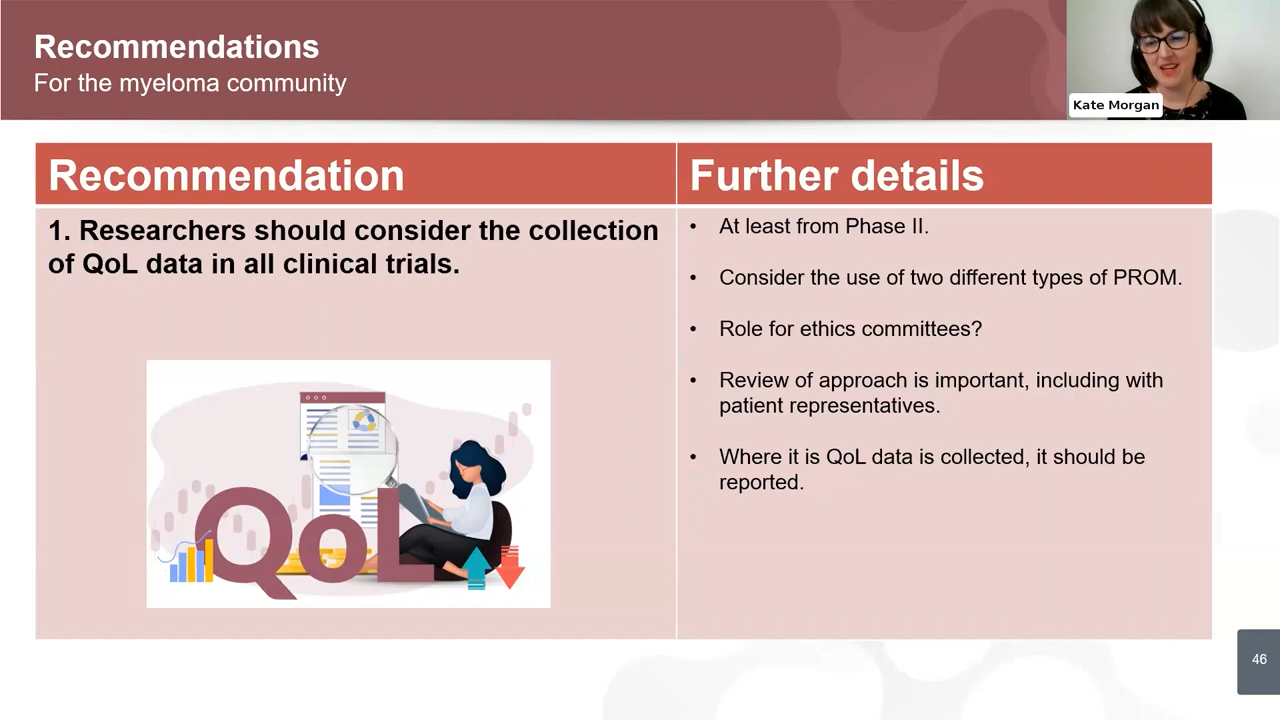 Recommendations
For the myeloma community
Kate Morgan
Recommendation
Further details
1. Researchers should consider the collection
of QoL data in all clinical trials.
• At least from Phase II.
• Consider the use of two different types of PROM.
• Role for ethics committees?
• Review of approach is important, including with
patient representatives.
• Where it is QoL data is collected, it should be
reported.
QoL
46